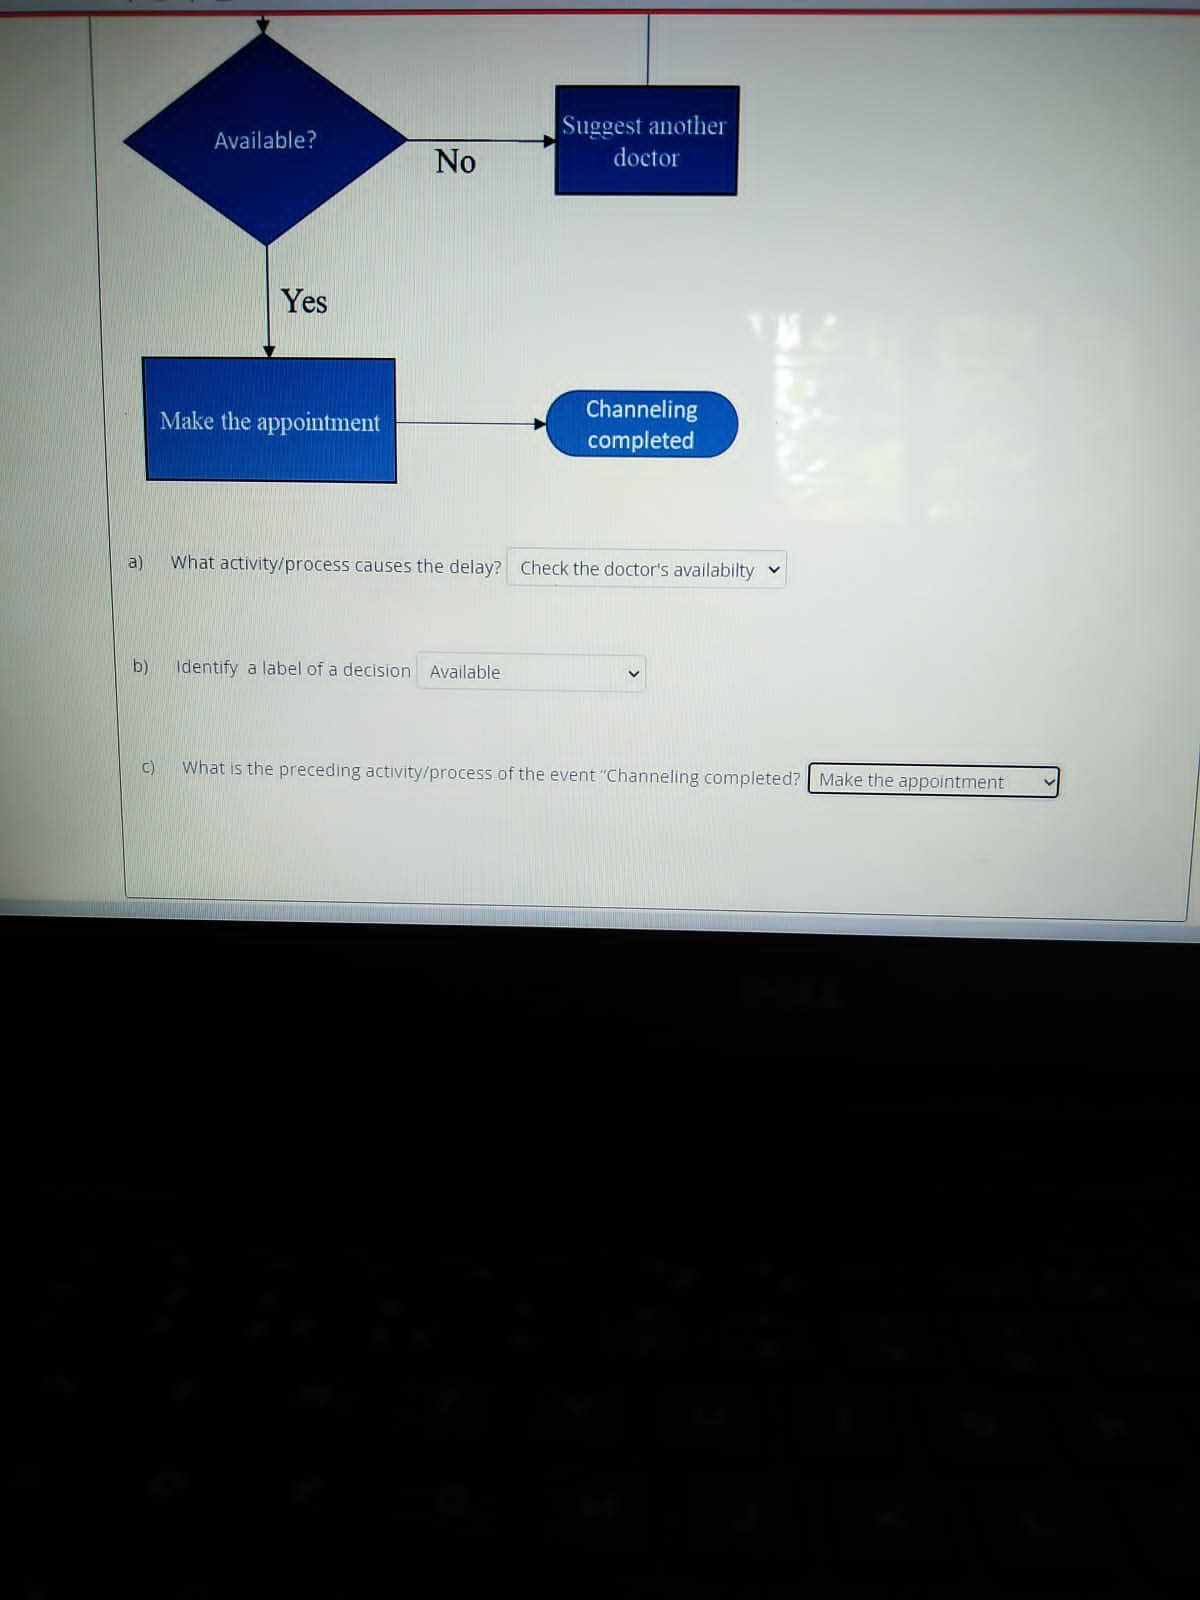 Available?
No
Suggest another
doctor
Yes
Make the appointment
Channeling
completed
a) What activity/process causes the delay? Check the doctor's availabilty
b) Identify a label of a decision Available
c) What is the preceding activity/process of the event "Channeling completed? Make the appointment